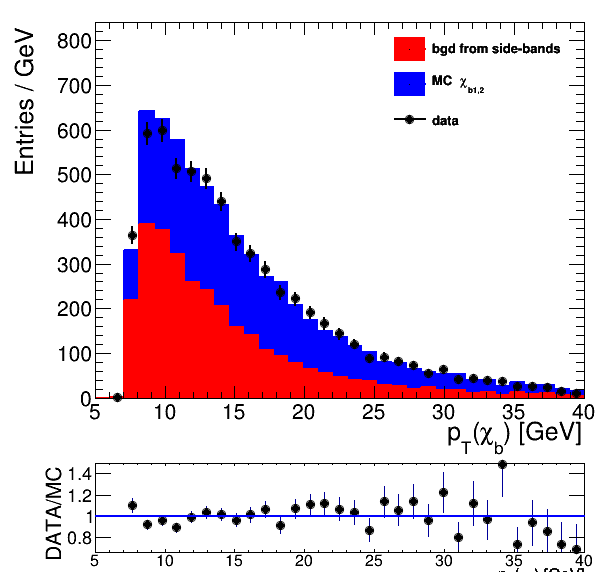 Entries / GeV
800
700
600
500
400
300
200
100
0
bgd from side-bands
MC χb1,2
data
5 10 15 20 25 30 35 40
pT(χb) [GeV]
DATA/MC
1.4
1.2
1
0.8
5 10 15 20 25 30 35 40